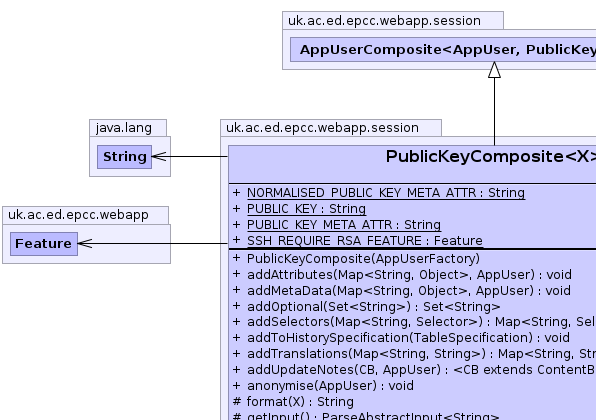 uk.ac.ed.epcc.webapp.session
AppUserComposite<AppUser, PublicKey
java.lang
String
uk.ac.ed.epcc.webapp.session
PublicKeyComposite<X>
uk.ac.ed.epcc.webapp
Feature
+ NORMALISED_PUBLIC_KEY_META_ATTR : String
+ PUBLIC_KEY : String
+ PUBLIC_KEY_META_ATTR : String
+ SSH_REQUIRE_RSA_FEATURE : Feature
+ PublicKeyComposite(AppUserFactory)
+ addAttributes(Map<String, Object>, AppUser) : void
+ addMetaData(Map<String, Object>, AppUser) : void
+ addOptional(Set<String>) : Set<String>
+ addSelectors(Map<String, Selector>) : Map<String, Sel
+ addToHistorySpecification(TableSpecification) : void
+ addTranslations(Map<String, String>) : Map<String, Str
+ addUpdateNotes(CB, AppUser) : <CB extends ContentB
+ anonymise(AppUser) : void
# format(X) : String
# getInput() : ParseAbstractInput<String>